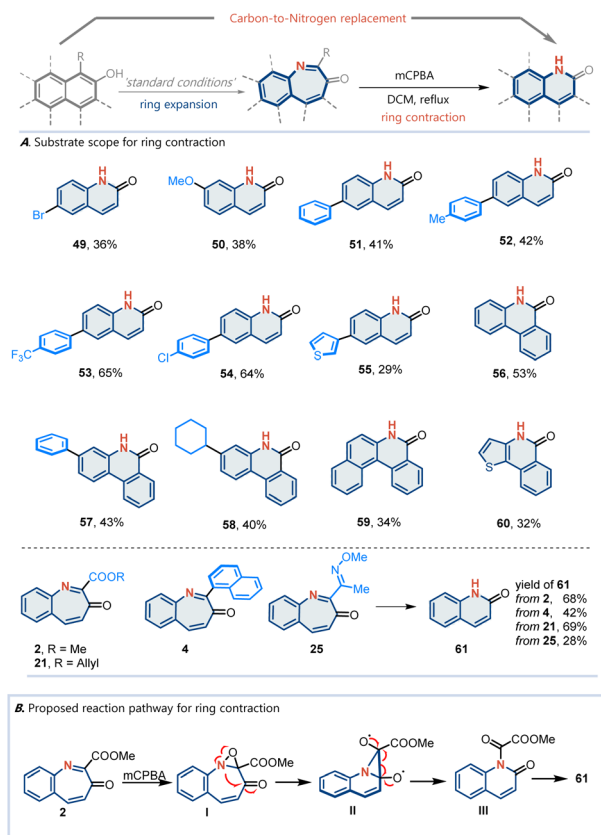 Carbon-to-Nitrogen replacement
R
OH
'standard conditions'
ring expansion
N
R
O
mCPBA
DCM, reflux
ring contraction
H
N
O
A. Substrate scope for ring contraction
H
N
O
Br
49, 36%
H
N
O
MeO
50, 38%
H
N
O
51, 41%
H
N
O
Me
52, 42%
H
N
O
F3C
53, 65%
H
N
O
Cl
54, 64%
H
N
O
S
55, 29%
H
N
O
56, 53%
H
N
O
57, 43%
H
N
O
58, 40%
H
N
O
59, 34%
H
N
O
S
60, 32%
N
COOR
O
2, R = Me
21, R = Allyl
N
O
4
OMe
N
Me
N
O
25
H
N
O
61
yield of 61
from 2, 68%
from 4, 42%
from 21, 69%
from 25, 28%
B. Proposed reaction pathway for ring contraction
N
COOMe
O
2
mCPBA
O
N
COOMe
O
I
O
COOMe
N
O
II
COOMe
O
N
O
III
61